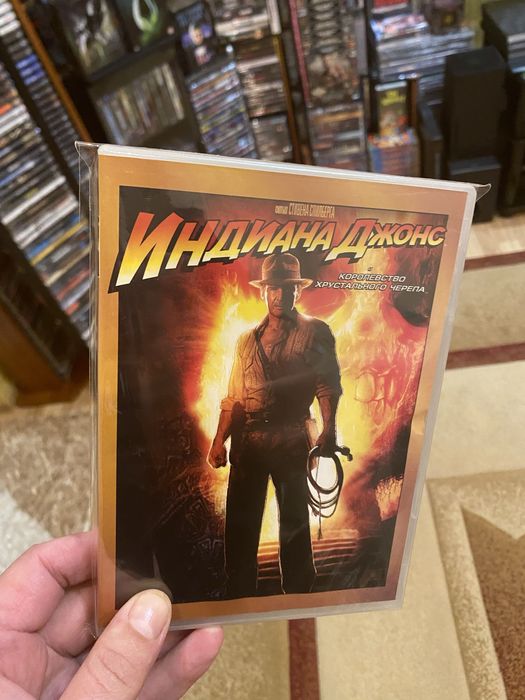 ФИЛЬМ СТИВЕНА СПИЛБЕРГА
ИНДИАНА ДЖОНС
И
КОРОЛЕВСТВО
ХРУСТАЛЬНОГО ЧЕРЕПА